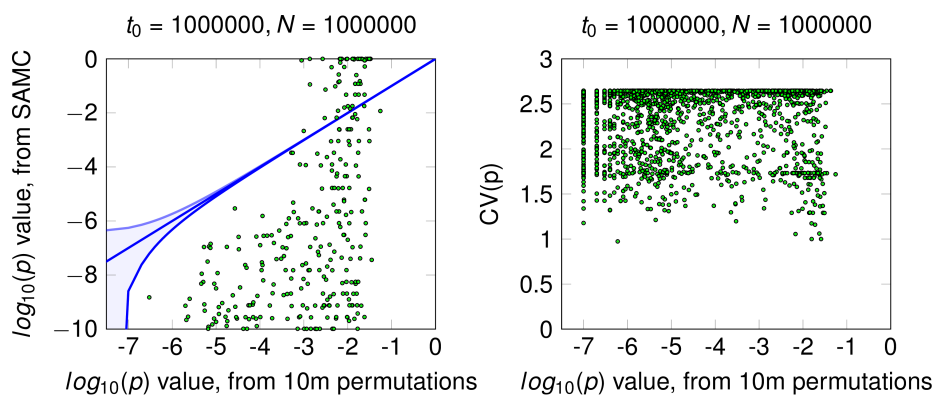 t0 = 1000000, N = 1000000
log10(p) value, from SAMC
0
−2
−4
−6
−8
−10
-7 -6 -5 -4 -3 -2 -1 0
log10(p) value, from 10m permutations
t0 = 1000000, N = 1000000
CV(p)
3
2.5
2
1.5
1
0.5
0
-7 -6 -5 -4 -3 -2 -1 0
log10(p) value, from 10m permutations